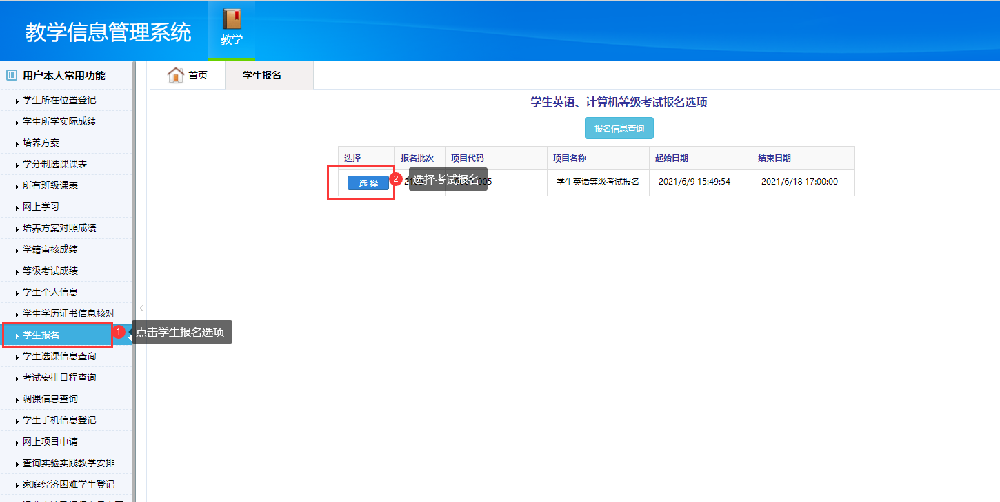 教学信息管理系统
教学
用户本人常用功能
学生所在位置登记
学生所学实际成绩
培养方案
学分制选课课表
所有班级课表
网上学习
培养方案对照成绩
学籍审核成绩
等级考试成绩
学生个人信息
学生学历证书信息核对
学生报名
1 点击学生报名选项
学生选课信息查询
考试安排日程查询
调课信息查询
学生手机信息登记
网上项目申请
查询实验实践教学安排
家庭经济困难学生登记
首页 学生报名
学生英语、计算机等级考试报名选项
报名信息查询
选择 报名批次 项目代码 项目名称 起始日期 结束日期
选 择 2 选择考试报名 学生英语等级考试报名 2021/6/9 15:49:54 2021/6/18 17:00:00